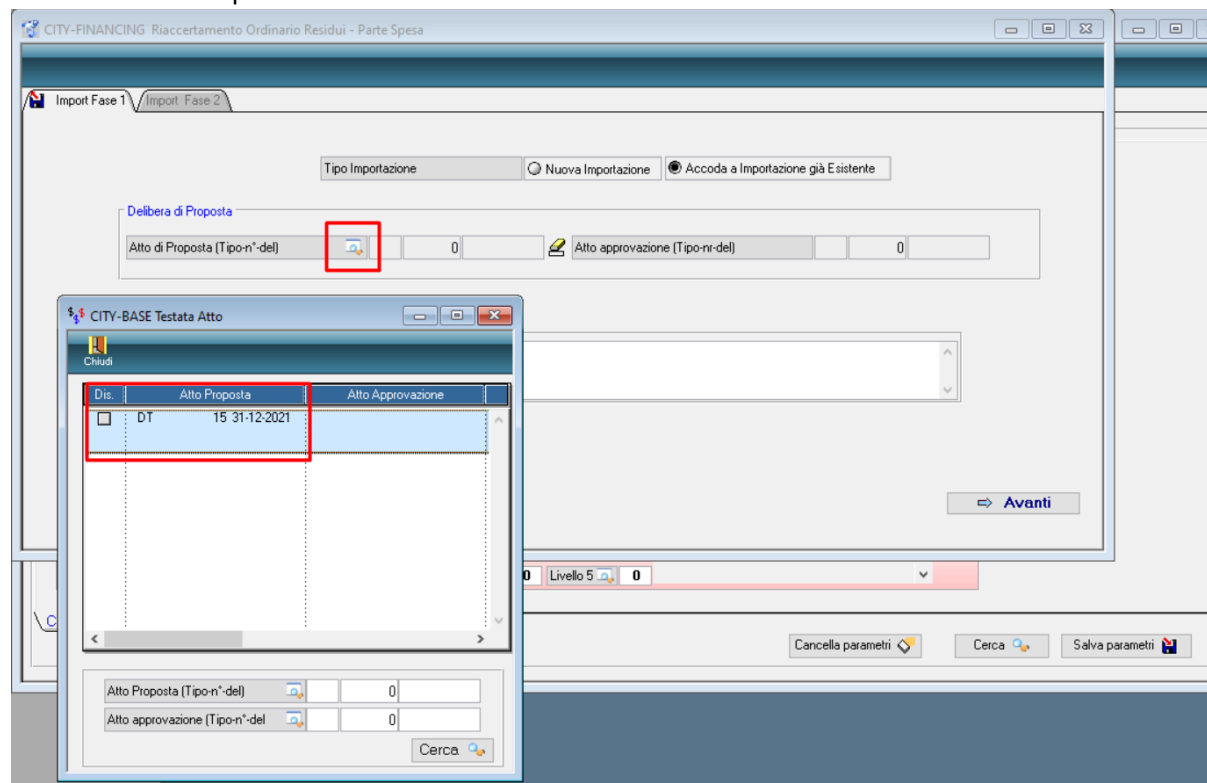 CITY-FINANCING Riaccertamento Ordinario Residui - Parte Spesa
Import Fase 1 Import Fase 2
Tipo Importazione Nuova Importazione Accoda a Importazione già Esistente
Delibera di Proposta
Atto di Proposta (Tipo-n°-del) 0 Atto approvazione (Tipo-nr-del) 0
CITY-BASE Testata Atto
Chiudi
Dis. Atto Proposta Atto Approvazione
DT 15 31-12-2021
Avanti
0 Livello 5 0
C
Cancella parametri Cerca Salva parametri
Atto Proposta (Tipo-n°-del) 0
Atto approvazione (Tipo-n°-del 0
Cerca